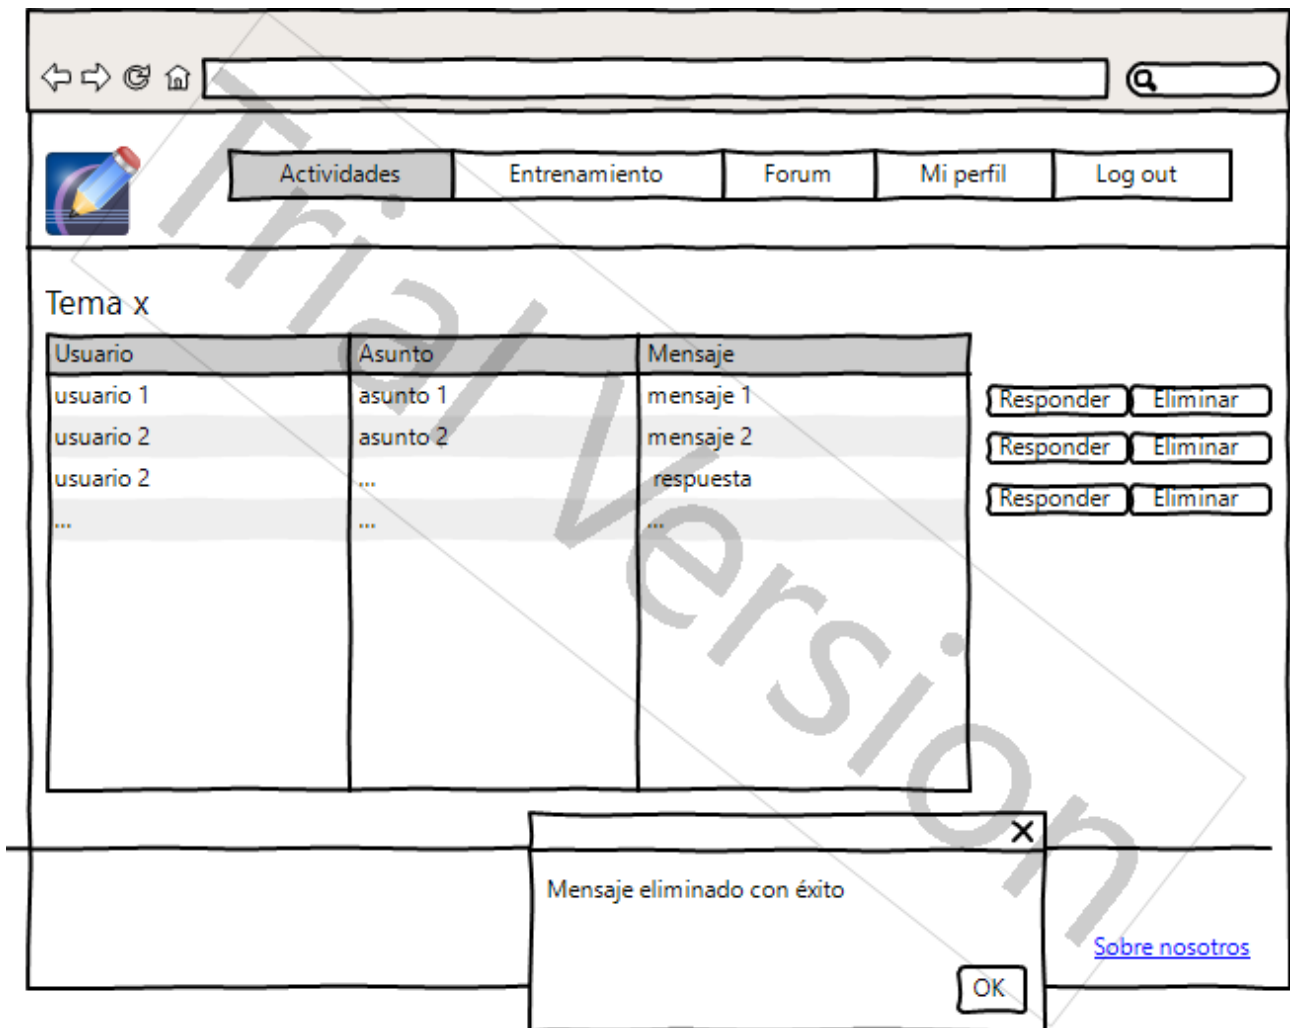 Actividades Entrenamiento Forum Mi perfil Log out
Tema x
Usuario Asunto Mensaje
usuario 1 asunto 1 mensaje 1 Responder Eliminar
usuario 2 asunto 2 mensaje 2 Responder Eliminar
usuario 2 ... respuesta Responder Eliminar
... ... ...
Mensaje eliminado con éxito
Sobre nosotros
OK
Trial Version